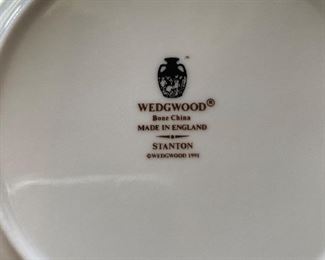 WEDGWOOD®
Bone China
MADE IN ENGLAND
STANTON
© WEDGWOOD 1991